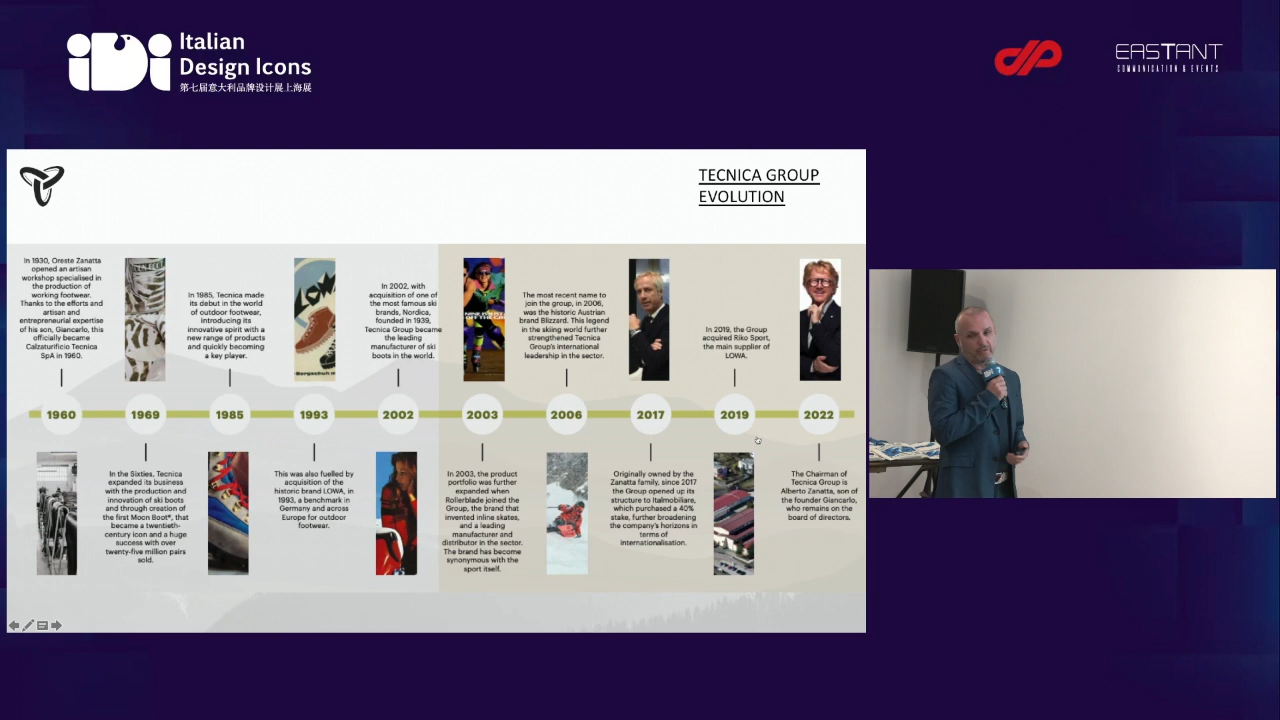 Italian
Design Icons
第七届意大利品牌设计展上海展
EASTANT
COMMUNICATION & EVENTS
TECNICA GROUP
EVOLUTION
In 1930, Oreste Zanatta
opened an artisan
workshop specialised in
the production of
working footwear.
Thanks to the efforts and
artisan and
entrepreneurial expertise
of his son, Giancarlo, this
officially became
Calzaturificio Tecnica
SpA in 1960.
In 1985, Tecnica made
its debut in the world
of outdoor footwear,
introducing its
innovative spirit with a
new range of products
and quickly becoming
a key player.
In 2002, with
acquisition of one of
the most famous ski
brands, Nordica,
founded in 1939,
Tecnica Group became
the leading
manufacturer of ski
boots in the world.
The most recent name to
join the group, in 2006,
was the historic Austrian
brand Blizzard. This legend
in the skiing world further
strengthened Tecnica
Group's international
leadership in the sector.
In 2019, the Group
acquired Riko Sport,
the main supplier of
LOWA.
1960
1969
1985
1993
2002
2003
2006
2017
2019
2022
In the Sixties, Tecnica
expanded its business
with the production and
innovation of ski boots
and through creation of
the first Moon Boot®, that
became a twentieth-
century icon and a huge
success with over
twenty-five million pairs
sold.
This was also fuelled by
acquisition of the
historic brand LOWA, in
1993, a benchmark in
Germany and across
Europe for outdoor
footwear.
In 2003, the product
portfolio was further
expanded when
Rollerblade joined the
Group, the brand that
invented inline skates,
and a leading
manufacturer and
distributor in the sector.
The brand has become
synonymous with the
sport itself.
Originally owned by the
Zanatta family, since 2017
the Group opened up its
structure to Italmobiliare,
which purchased a 40%
stake, further broadening
the company's horizons in
terms of
internationalisation.
The Chairman of
Tecnica Group is
Alberto Zanatta, son of
the founder Giancarlo,
who remains on the
board of directors.